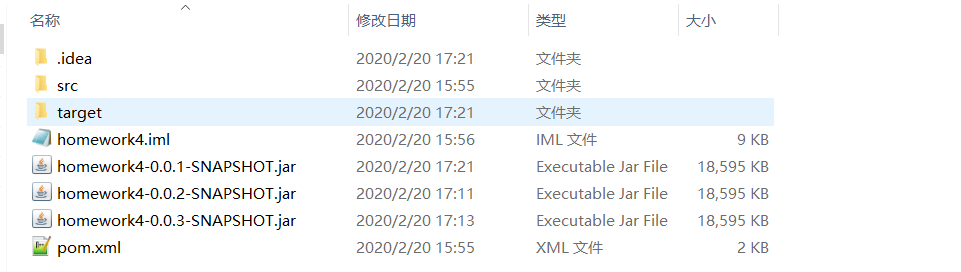 名称 修改日期 类型 大小
.idea 2020/2/20 17:21 文件夹
src 2020/2/20 15:55 文件夹
target 2020/2/20 17:21 文件夹
homework4.iml 2020/2/20 15:56 IML 文件 9 KB
homework4-0.0.1-SNAPSHOT.jar 2020/2/20 17:21 Executable Jar File 18,595 KB
homework4-0.0.2-SNAPSHOT.jar 2020/2/20 17:11 Executable Jar File 18,595 KB
homework4-0.0.3-SNAPSHOT.jar 2020/2/20 17:13 Executable Jar File 18,595 KB
pom.xml 2020/2/20 15:55 XML 文件 2 KB